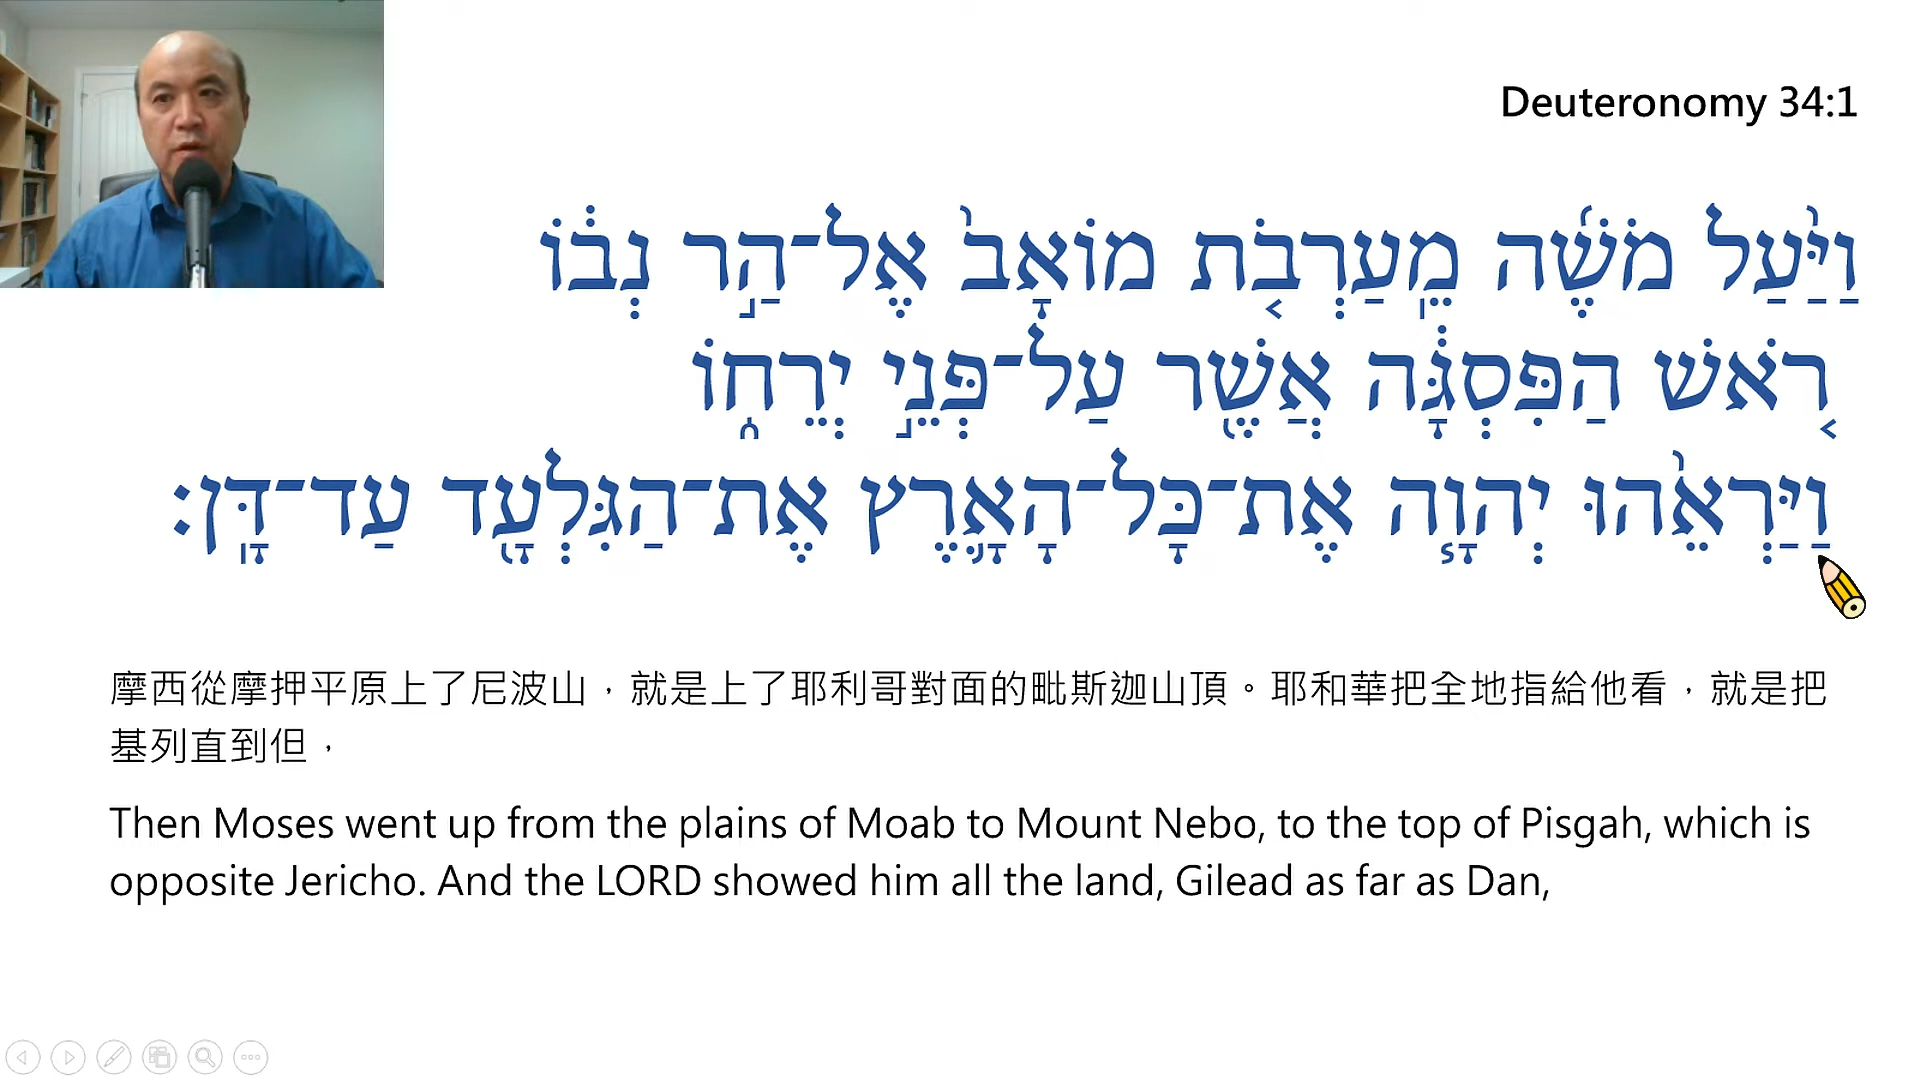 Deuteronomy 34:1
וַיַּ֨עַל מֹשֶׁ֜ה מֵֽעַרְבֹ֤ת מוֹאָב֙ אֶל־הַ֣ר נְב֔וֹ
רֹ֚אשׁ הַפִּסְגָּ֔ה אֲשֶׁ֖ר עַל־פְּנֵ֣י יְרֵח֑וֹ
וַיַּרְאֵ֨הוּ יְהוָ֧ה אֶת־כָּל־הָאָ֛רֶץ אֶת־הַגִּלְעָ֖ד עַד־דָּֽן׃
摩西從摩押平原上了尼波山，就是上了耶利哥對面的毗斯迦山頂。耶和華把全地指給他看，就是把
基列直到但，
Then Moses went up from the plains of Moab to Mount Nebo, to the top of Pisgah, which is
opposite Jericho. And the LORD showed him all the land, Gilead as far as Dan,